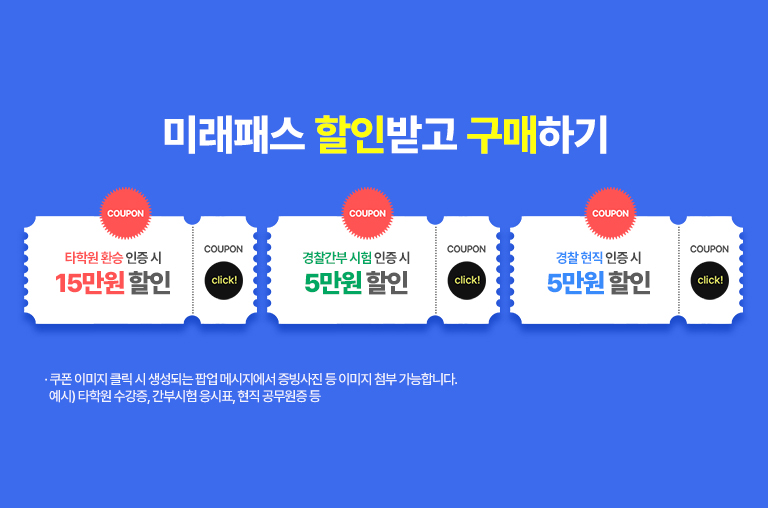 미래패스 할인받고 구매하기
COUPON
타학원 환승 인증 시
15만원 할인
COUPON
click!
COUPON
경찰간부 시험 인증 시
5만원 할인
COUPON
click!
COUPON
경찰 현직 인증 시
5만원 할인
COUPON
click!
· 쿠폰 이미지 클릭 시 생성되는 팝업 메시지에서 증빙사진 등 이미지 첨부 가능합니다.
예시) 타학원 수강증, 간부시험 응시표, 현직 공무원증 등